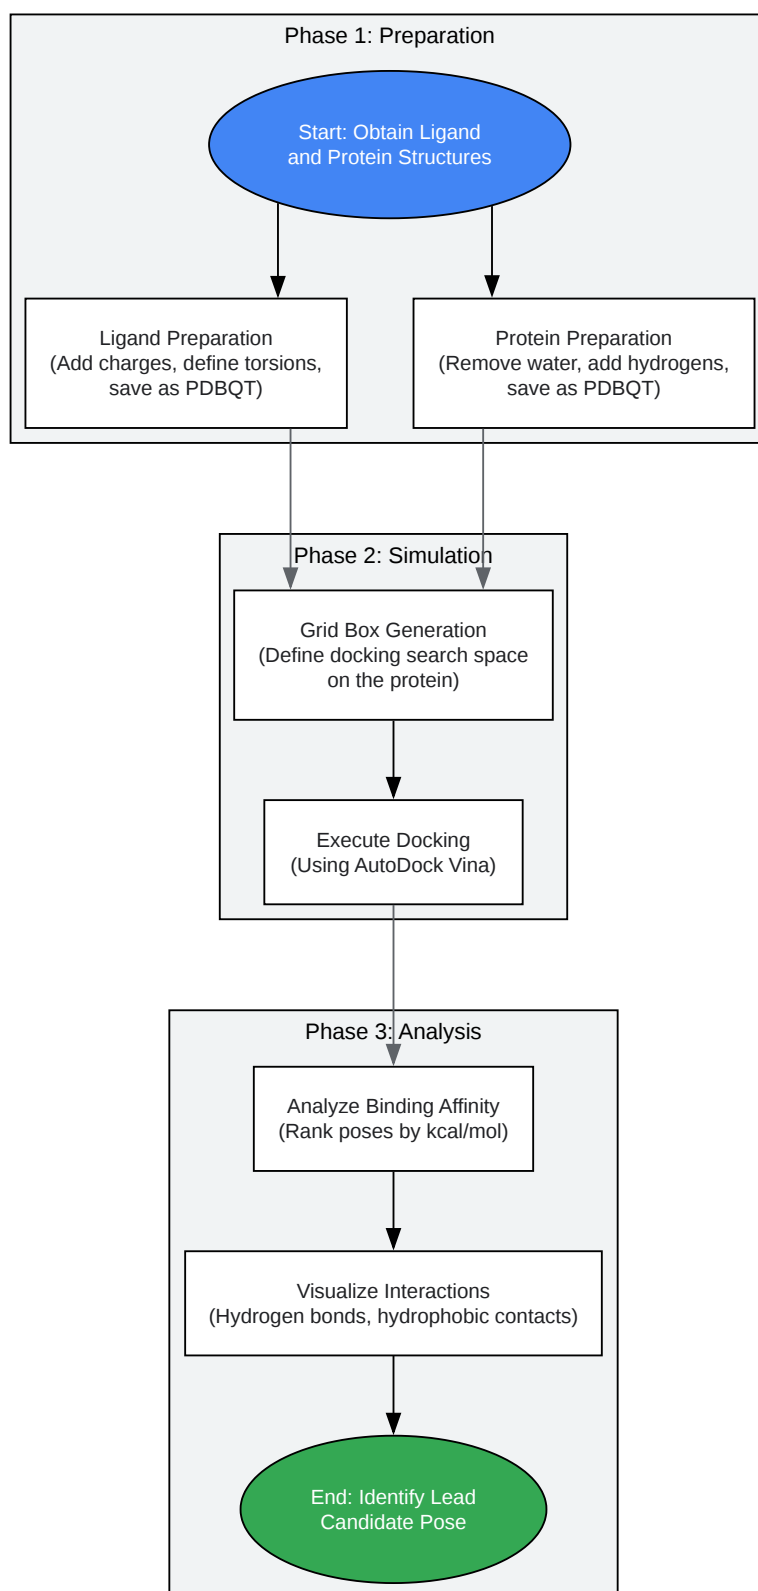 Phase 1: Preparation
Start: Obtain Ligand
and Protein Structures
Ligand Preparation
(Add charges, define torsions,
save as PDBQT)
Protein Preparation
(Remove water, add hydrogens,
save as PDBQT)
Phase 2: Simulation
Grid Box Generation
(Define docking search space
on the protein)
Execute Docking
(Using AutoDock Vina)
Phase 3: Analysis
Analyze Binding Affinity
(Rank poses by kcal/mol)
Visualize Interactions
(Hydrogen bonds, hydrophobic contacts)
End: Identify Lead
Candidate Pose